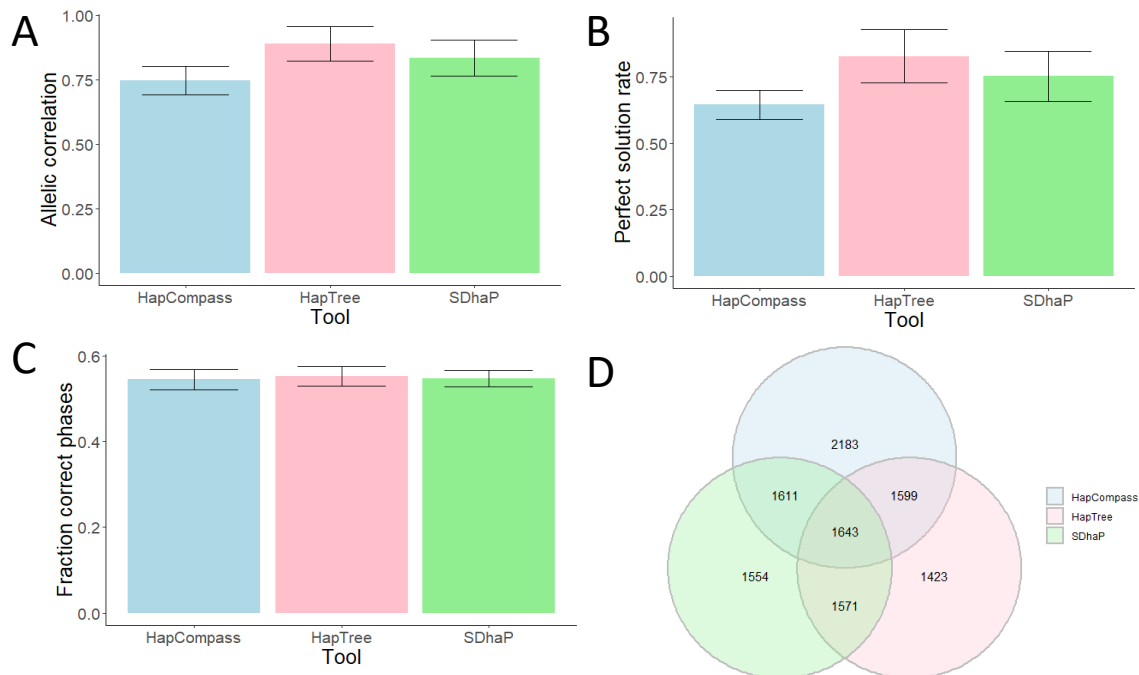 A
Allelic correlation
1.00
0.75
0.50
0.25
0.00
HapCompass HapTree SDhaP
Tool
B
Perfect solution rate
0.75
0.50
0.25
0.00
HapCompass HapTree SDhaP
Tool
C
Fraction correct phases
0.6
0.4
0.2
0.0
HapCompass HapTree SDhaP
Tool
D
2183
1611 1599
1643
1554 1423
1571
HapCompass
HapTree
SDhaP